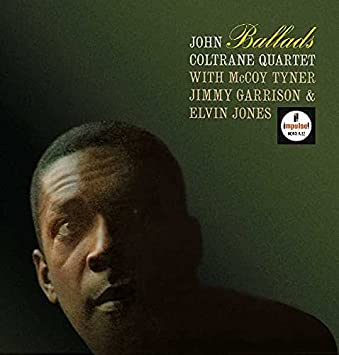 JOHN Ballads
COLTRANE QUARTET
WITH McCOY TYNER
JIMMY GARRISON &
ELVIN JONES
impulse!